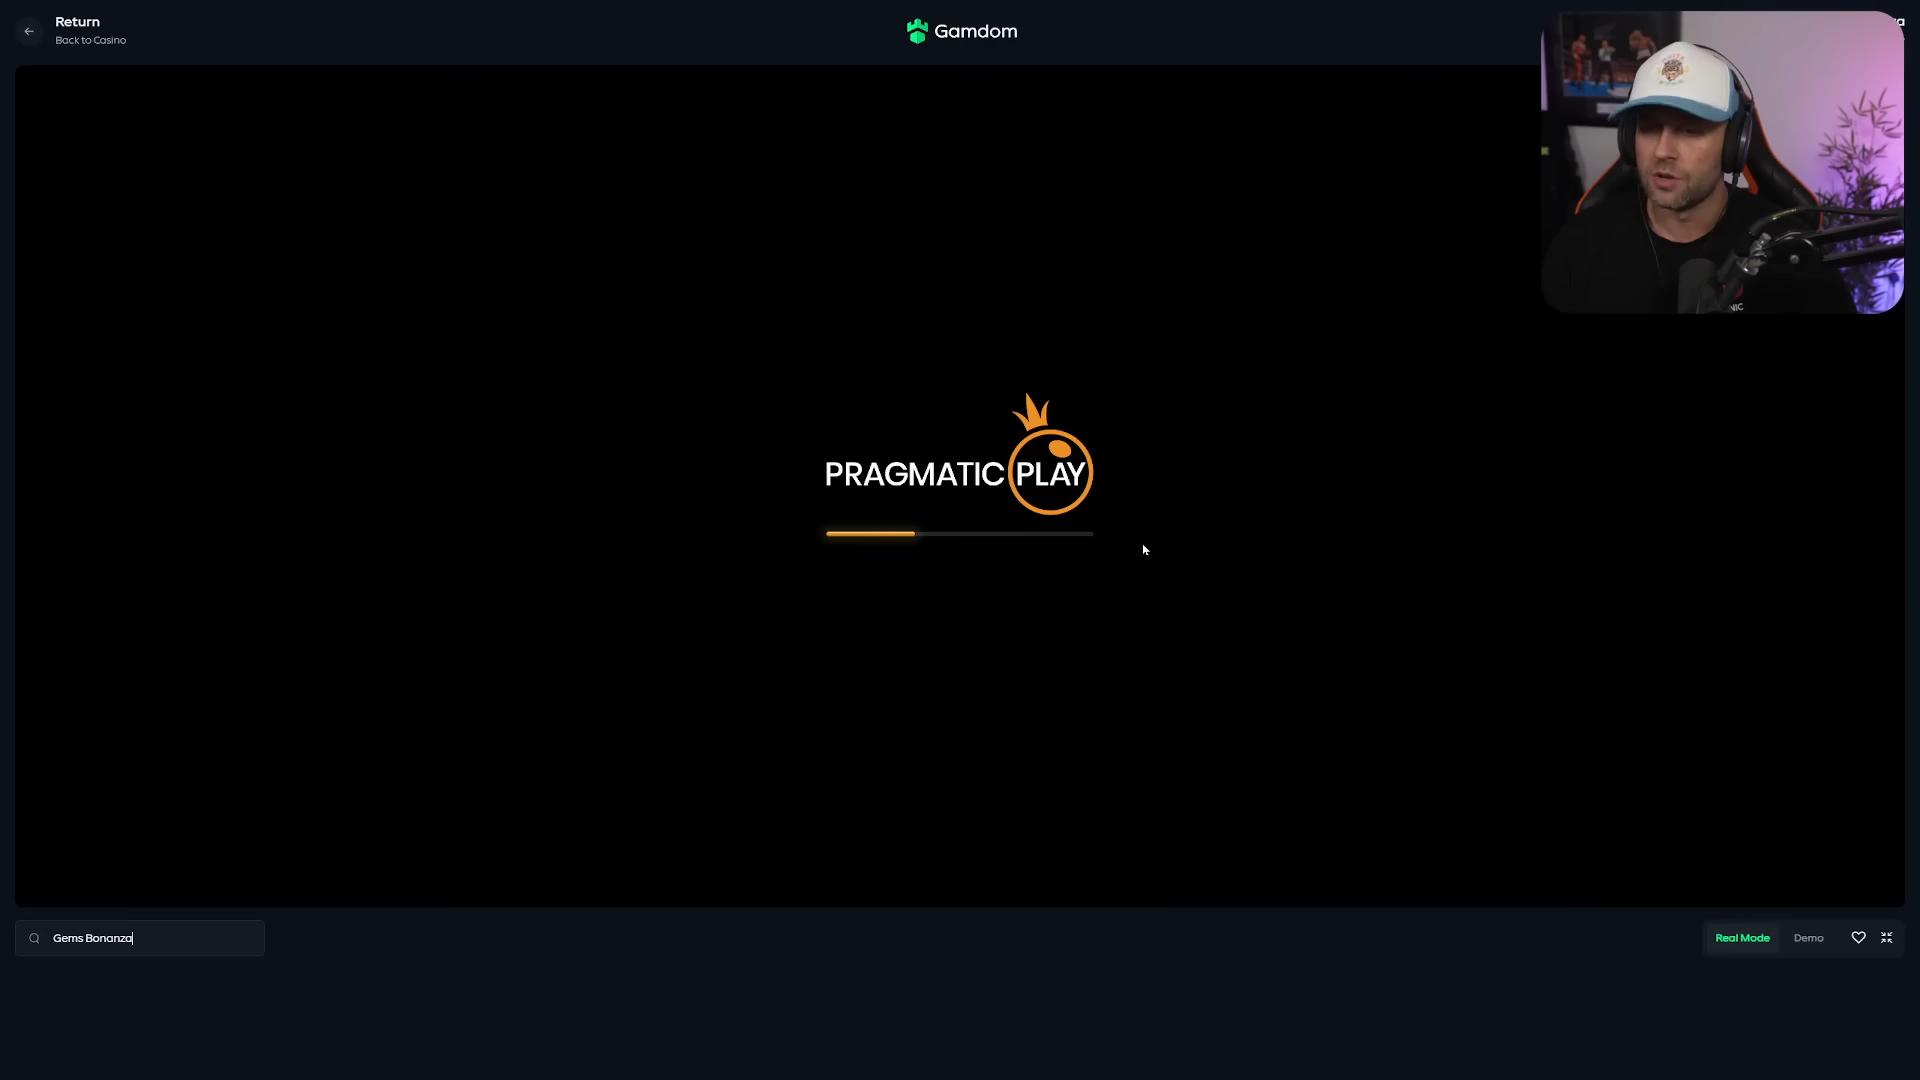 Return
Back to Casino
Gamdom
PRAGMATIC PLAY
Gems Bonanza
Real Mode
Demo